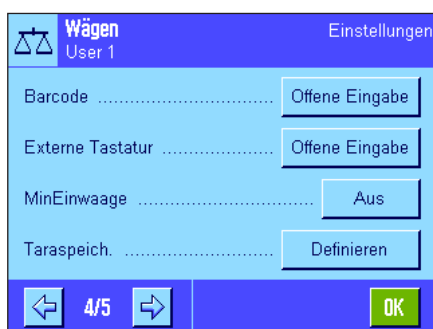 Wägen
Einstellungen
User 1
Barcode ................................ Offene Eingabe
Externe Tastatur .................... Offene Eingabe
MinEinwaage ................................ Aus
Taraspeich. ........................... Definieren
4/5
OK